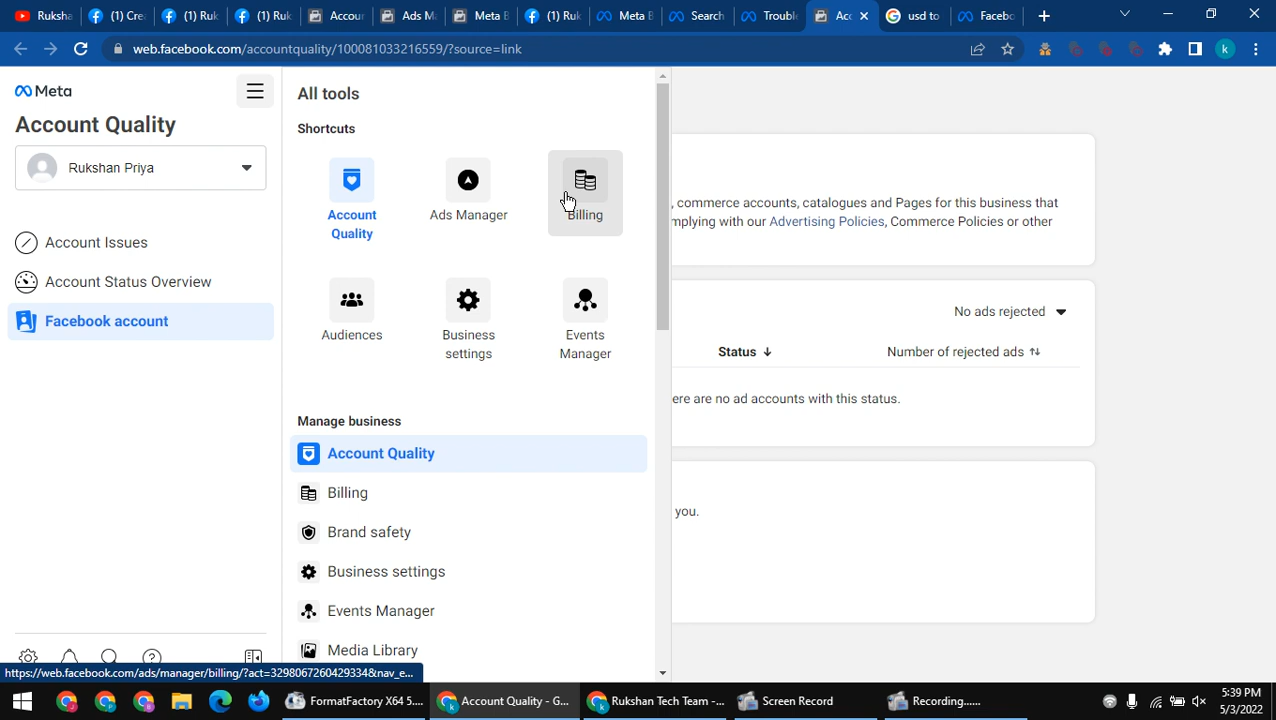 Ruksha
(1) Cre
(1) Ruk
(1) Ruk
Accour
Ads M
Meta B
(1) Ruk
Meta B
Search
Trouble
Acc
usd to
Facebo
web.facebook.com/accountquality/100081033216559/?source=link
k
Meta
Account Quality
Rukshan Priya
Account Issues
Account Status Overview
Facebook account
All tools
Shortcuts
Account Quality
Ads Manager
Billing
Audiences
Business settings
Events Manager
Manage business
Account Quality
Billing
Brand safety
Business settings
Events Manager
Media Library
, commerce accounts, catalogues and Pages for this business that
mplying with our Advertising Policies, Commerce Policies or other
No ads rejected
Status
Number of rejected ads
ere are no ad accounts with this status.
you.
https://web.facebook.com/ads/manager/billing/?act=329806726042933​4&nav_e...
FormatFactory X64 5....
Account Quality - G...
Rukshan Tech Team -...
Screen Record
Recording......
5:39 PM
5/3/2022